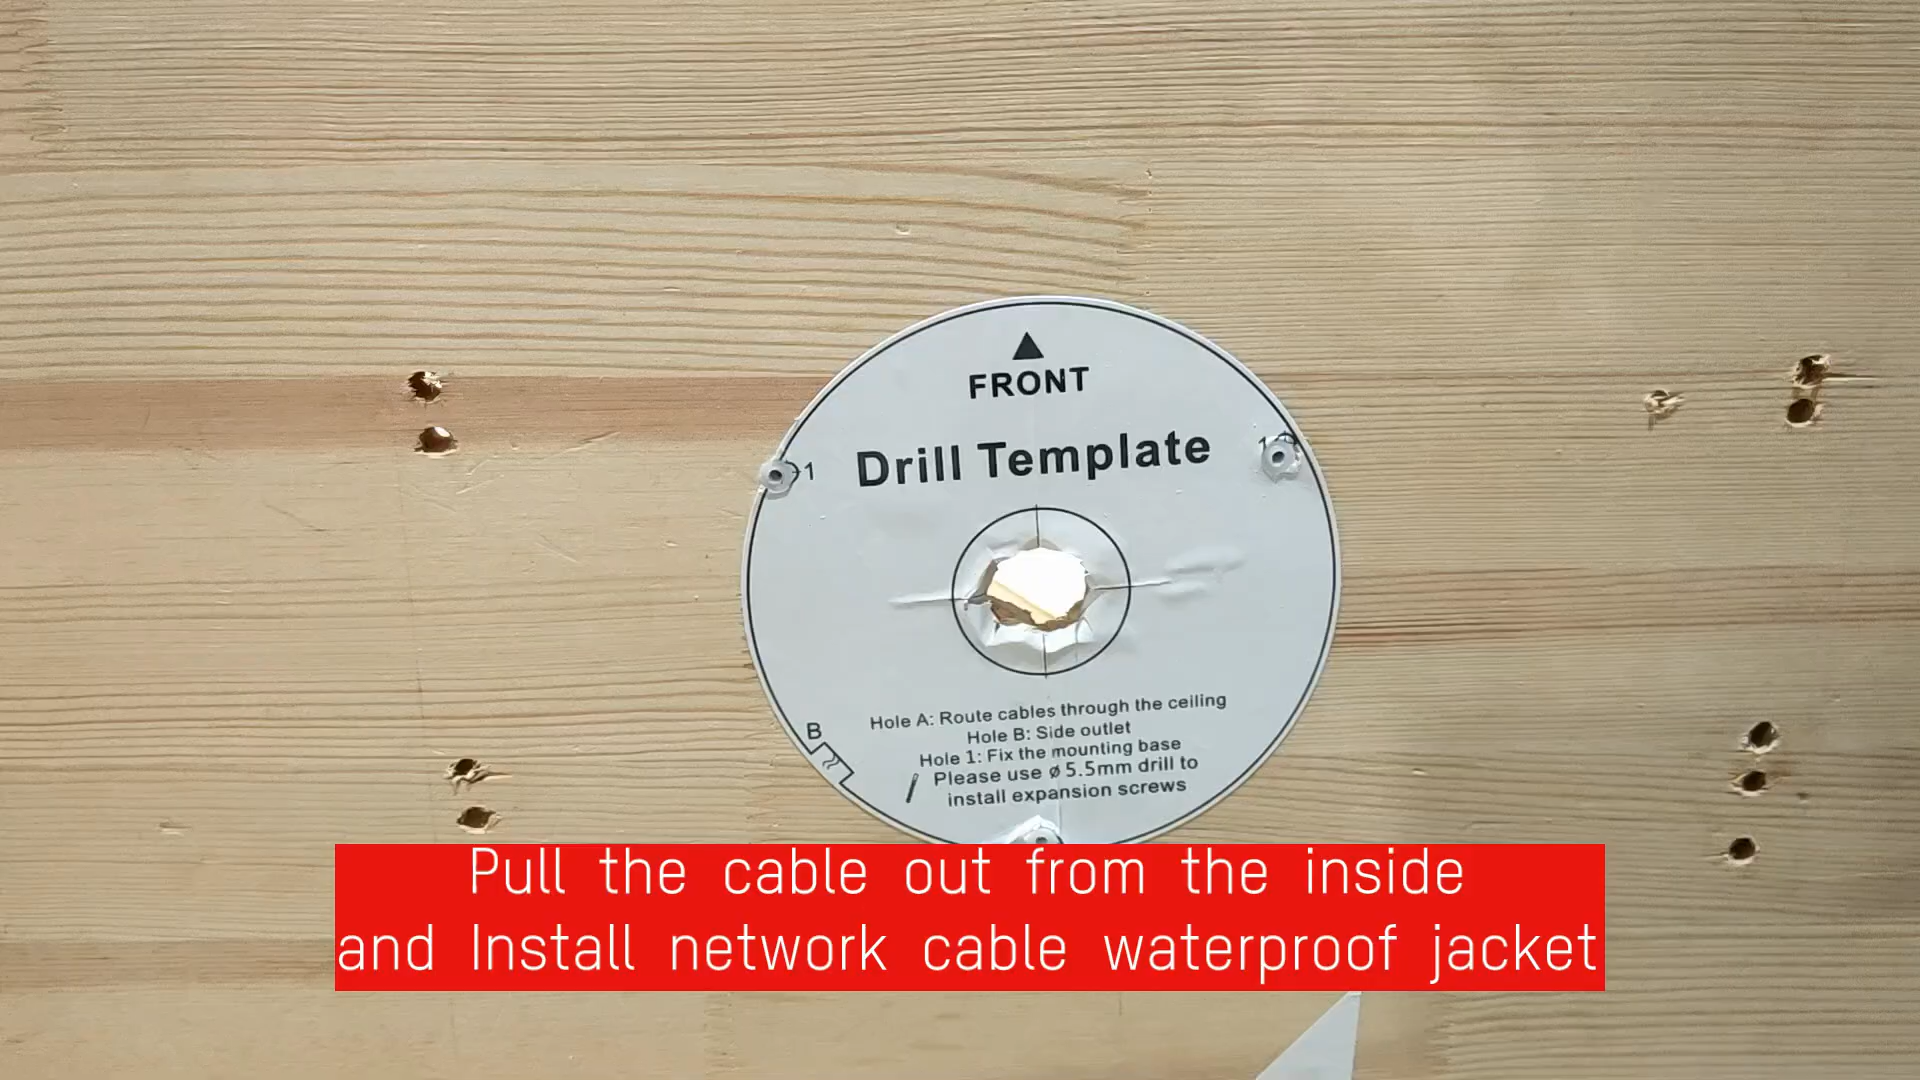 FRONT
Drill Template
1
1
Hole A: Route cables through the ceiling
B
Hole B: Side outlet
Hole 1: Fix the mounting base
Please use ø 5.5mm drill to
install expansion screws
Pull the cable out from the inside
and Install network cable waterproof jacket